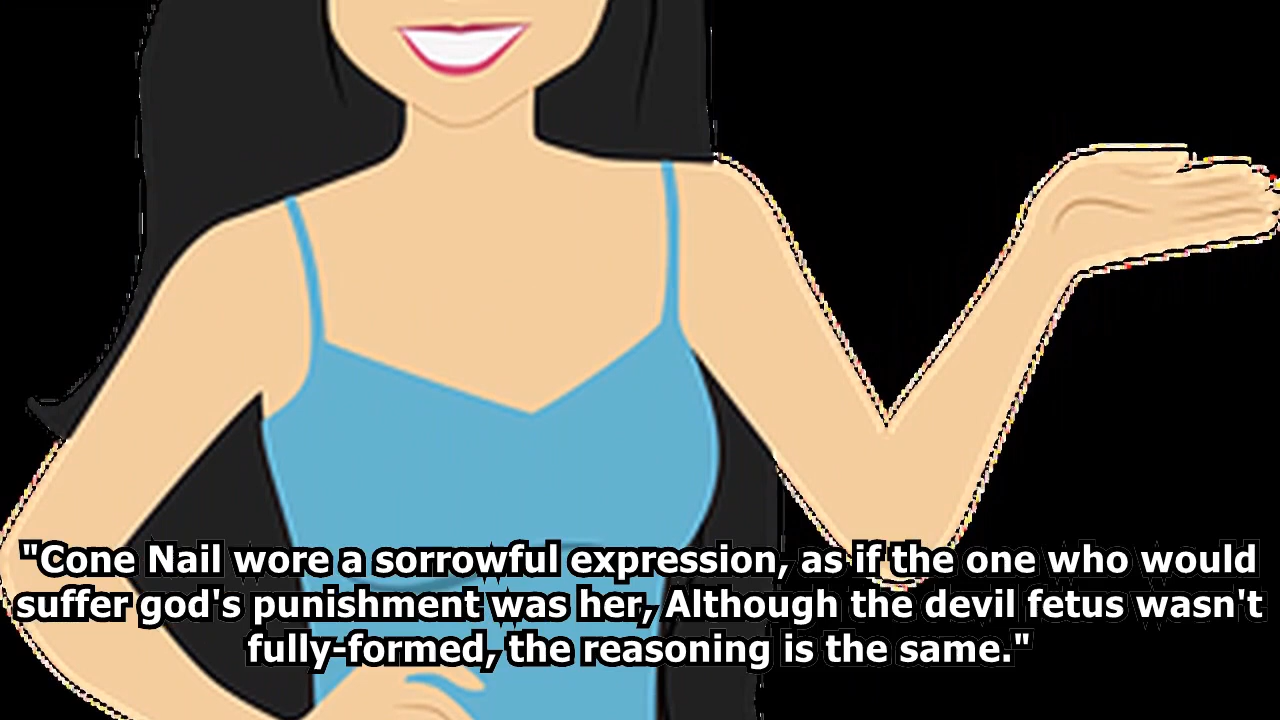 "Cone Nail wore a sorrowful expression, as if the one who would
suffer god's punishment was her, Although the devil fetus wasn't
fully-formed, the reasoning is the same."